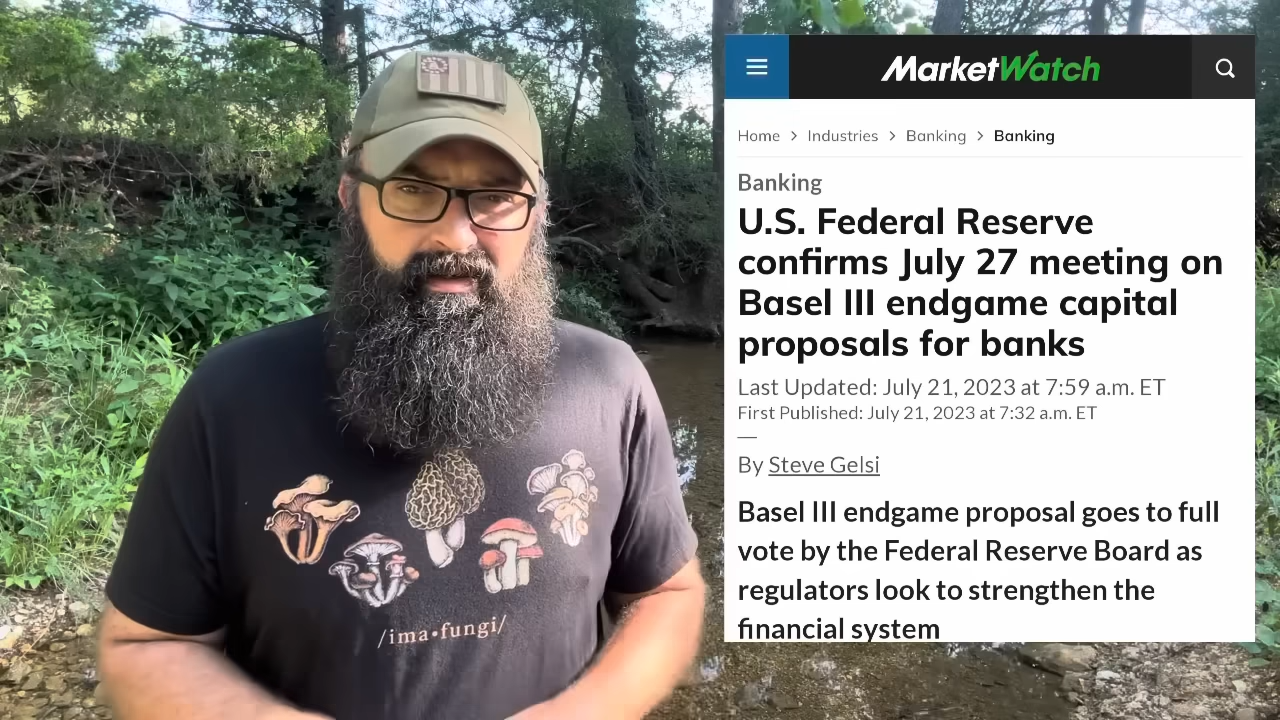 MarketWatch
Home > Industries > Banking > Banking
Banking
U.S. Federal Reserve
confirms July 27 meeting on
Basel III endgame capital
proposals for banks
Last Updated: July 21, 2023 at 7:59 a.m. ET
First Published: July 21, 2023 at 7:32 a.m. ET
By Steve Gelsi
Basel III endgame proposal goes to full
vote by the Federal Reserve Board as
regulators look to strengthen the
financial system
/ima•fungi/